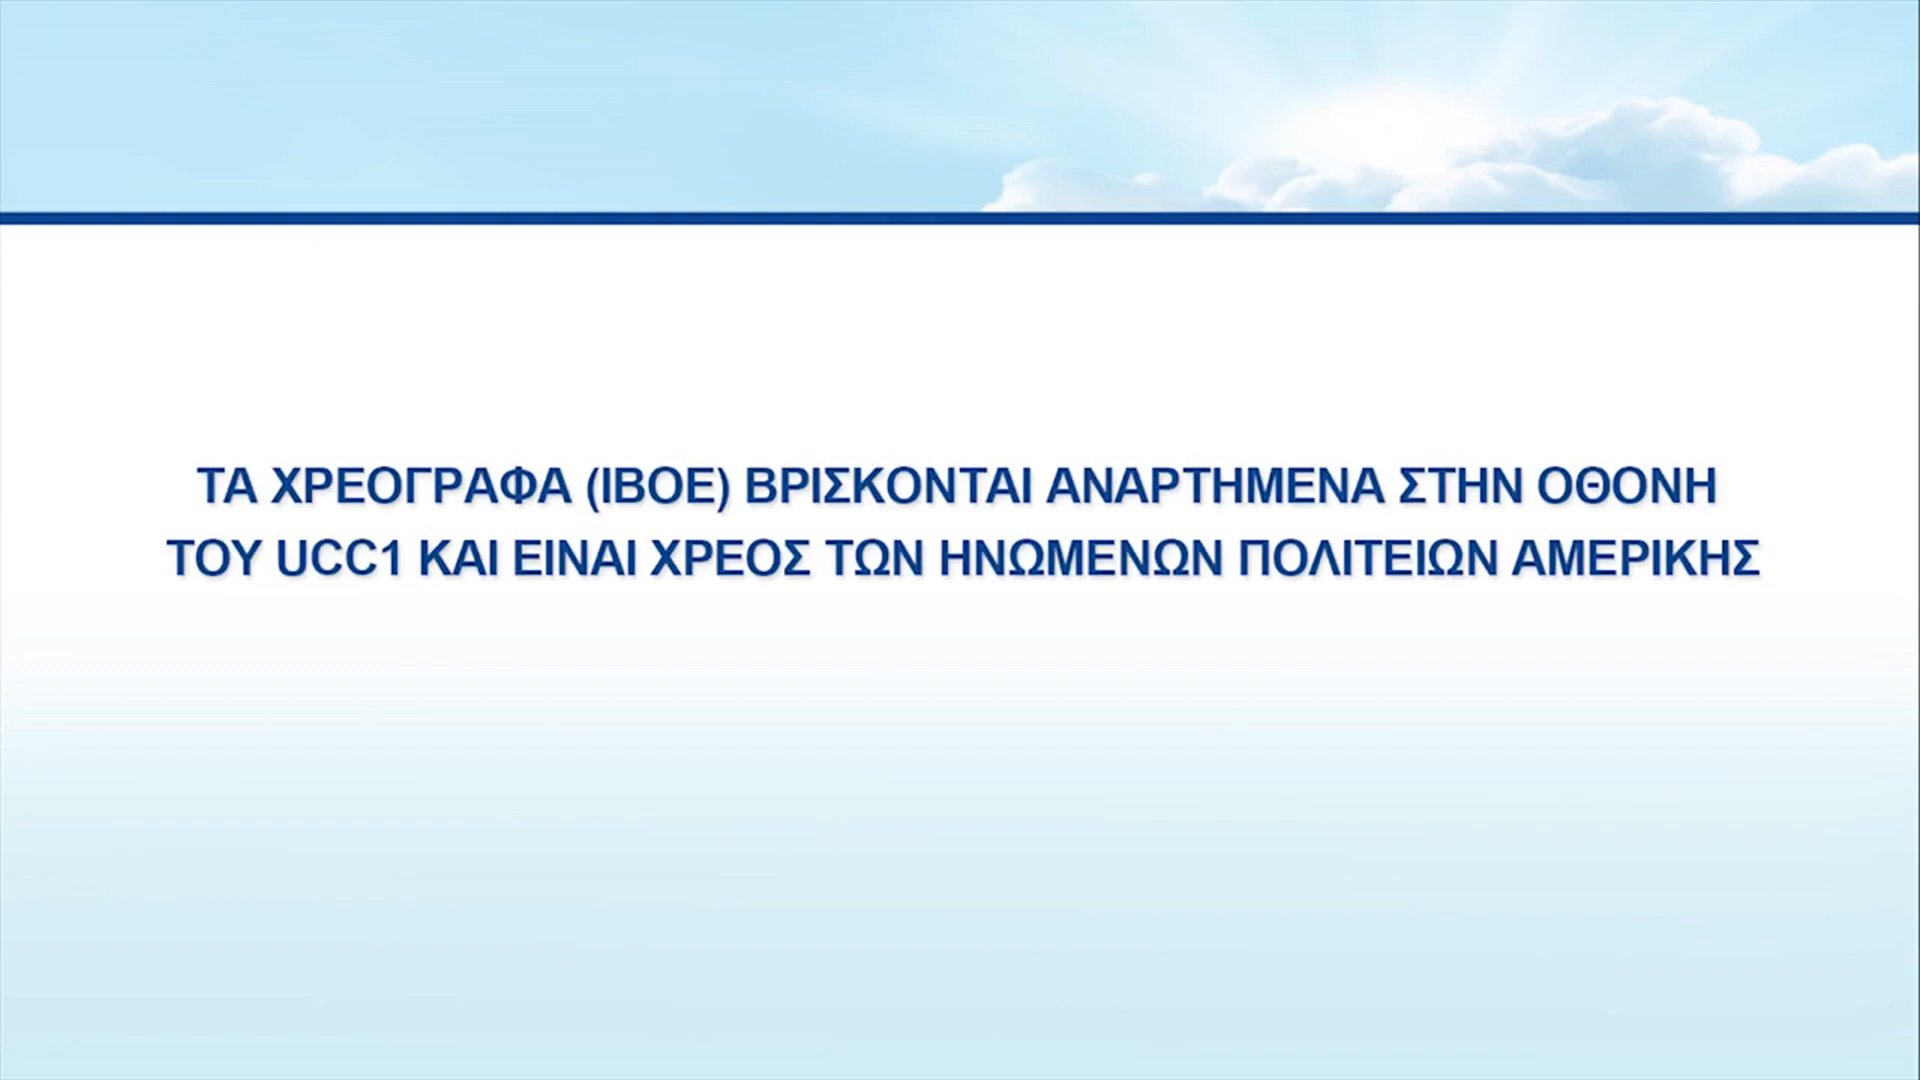 ΤΑ ΧΡΕΟΓΡΑΦΑ (IBOE) ΒΡΙΣΚΟΝΤΑΙ ΑΝΑΡΤΗΜΕΝΑ ΣΤΗΝ ΟΘΟΝΗ
ΤΟΥ UCC1 ΚΑΙ ΕΙΝΑΙ ΧΡΕΟΣ ΤΩΝ ΗΝΩΜΕΝΩΝ ΠΟΛΙΤΕΙΩΝ ΑΜΕΡΙΚΗΣ